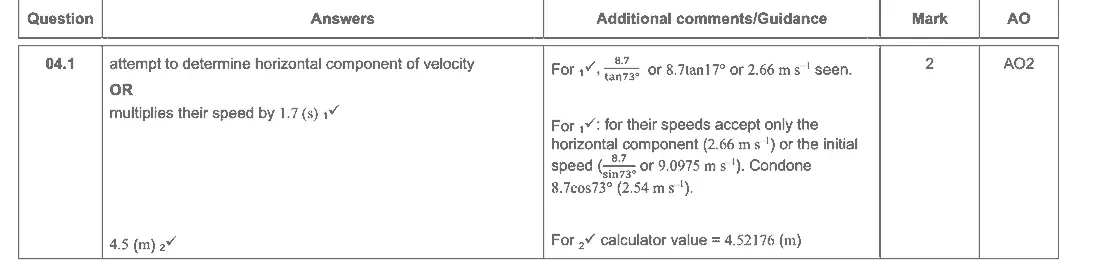 Question Answers Additional comments/Guidance Mark AO
04.1 attempt to determine horizontal component of velocity For ₁✓, 8.7/tan73° or 8.7tan17° or 2.66 m s⁻¹ seen. 2 AO2
OR
multiplies their speed by 1.7 (s) ₁✓
For ₁✓: for their speeds accept only the
horizontal component (2.66 m s⁻¹) or the initial
speed (8.7/sin73° or 9.0975 m s⁻¹). Condone
8.7cos73° (2.54 m s⁻¹).
4.5 (m) ₂✓ For ₂✓ calculator value = 4.52176 (m)